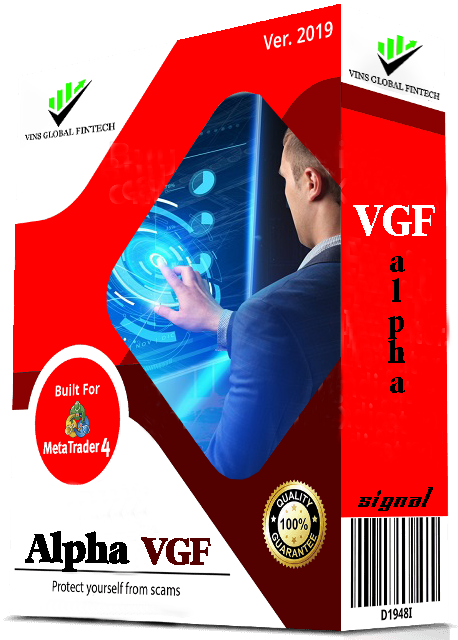 Ver. 2019
VINS GLOBAL FINTECH
Built For
MetaTrader 4
QUALITY
100%
GUARANTEE
Alpha VGF
Protect yourself from scams
VINS GLOBAL FINTECH
VGF
alpha
signal
D1948I